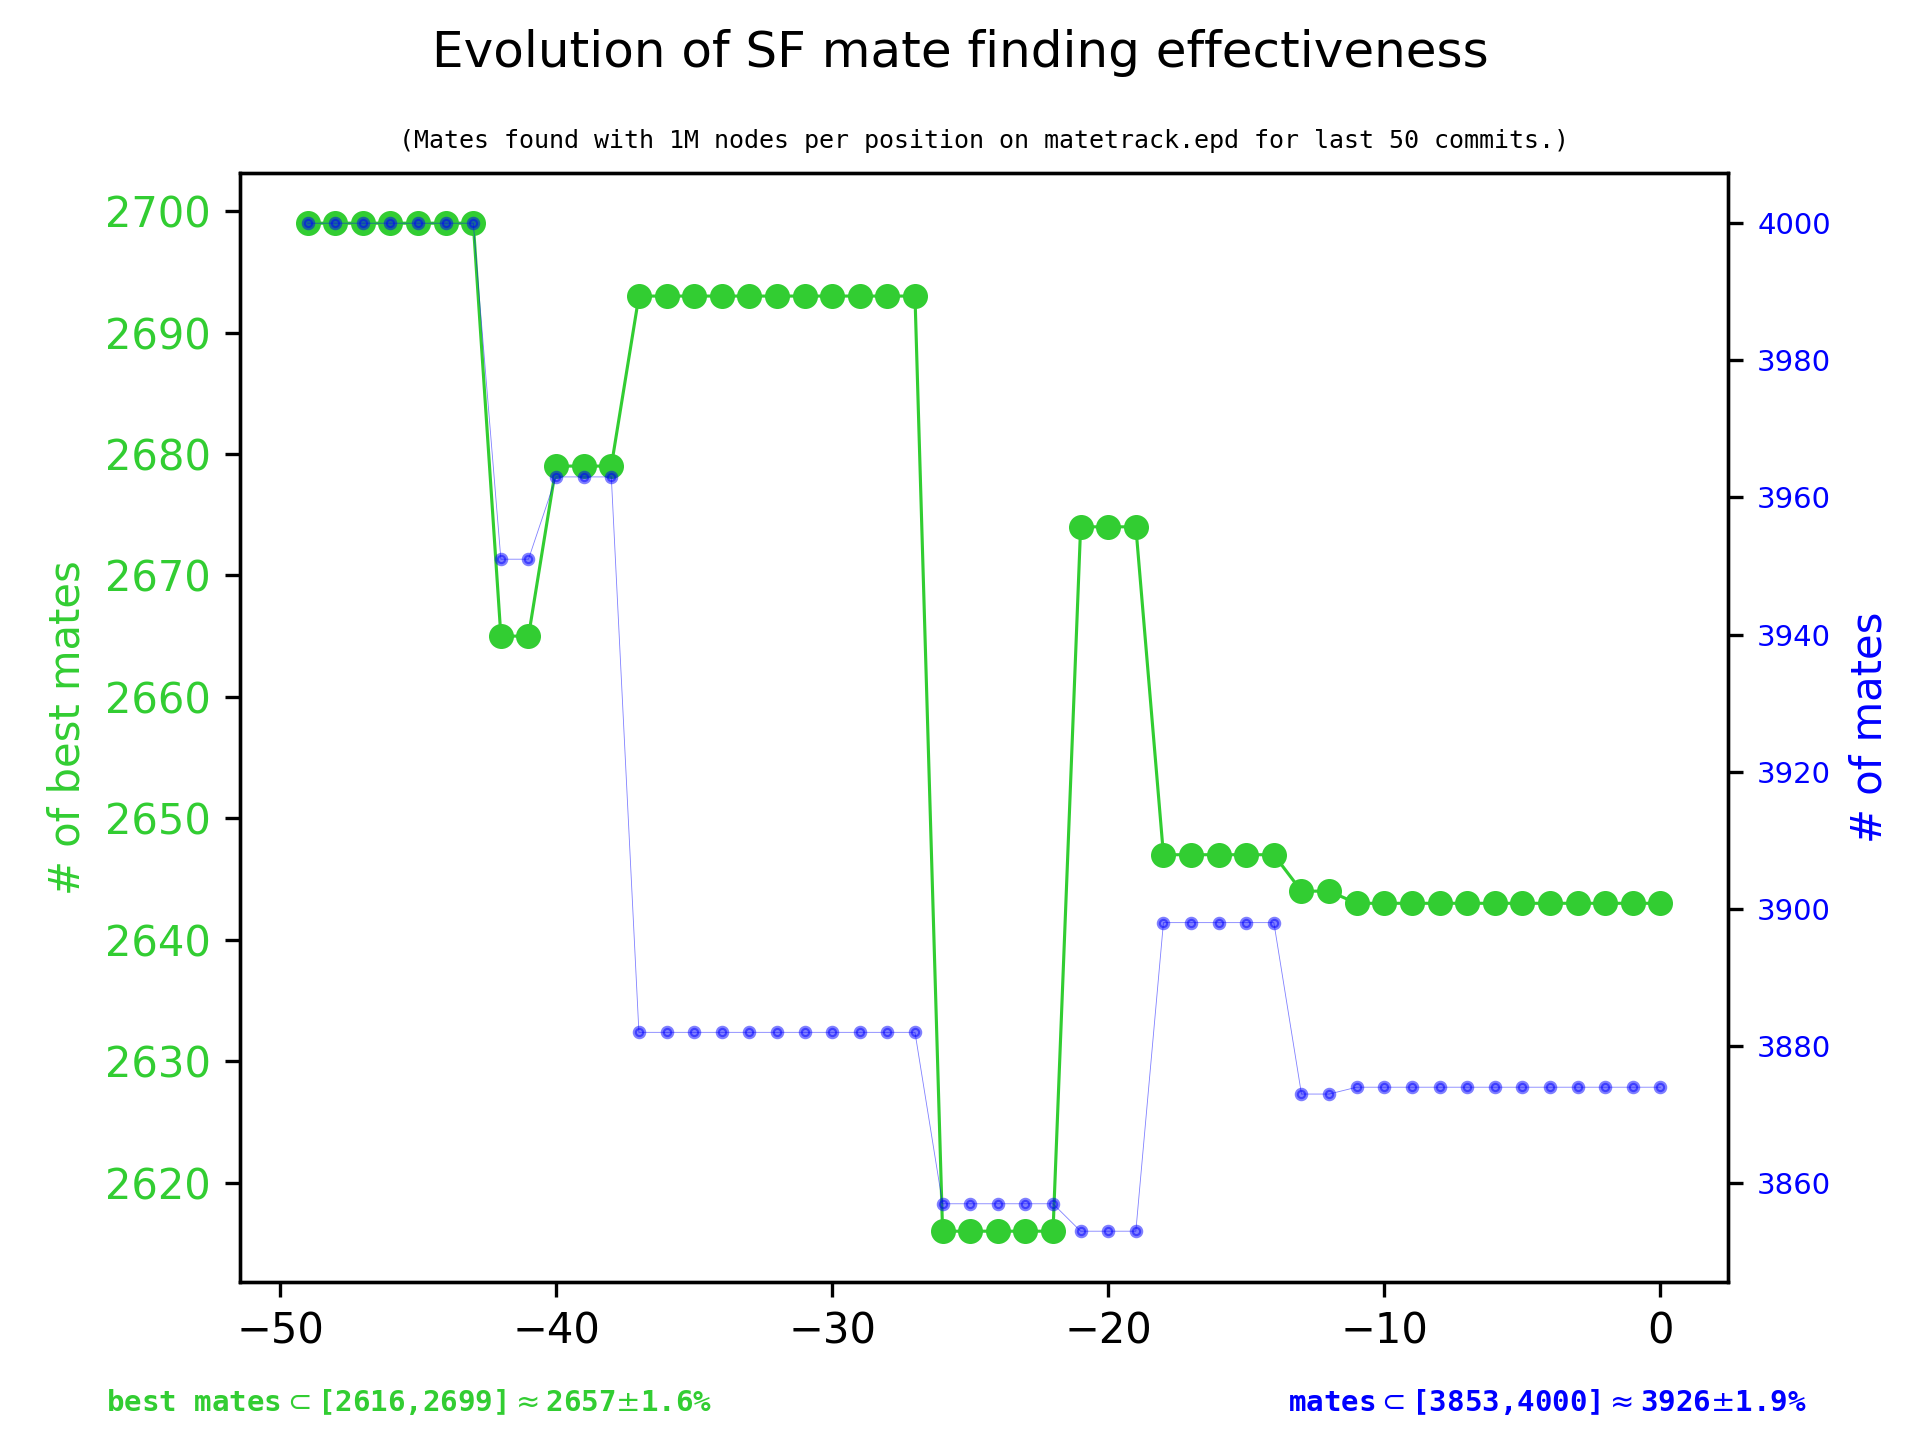 Evolution of SF mate finding effectiveness
(Mates found with 1M nodes per position on matetrack.epd for last 50 commits.)
# of best mates
2700
2690
2680
2670
2660
2650
2640
2630
2620
4000
3980
3960
3940
3920
3900
3880
3860
# of mates
−50 −40 −30 −20 −10 0
best mates ⊂ [2616,2699] ≈ 2657±1.6%
mates ⊂ [3853,4000] ≈ 3926±1.9%